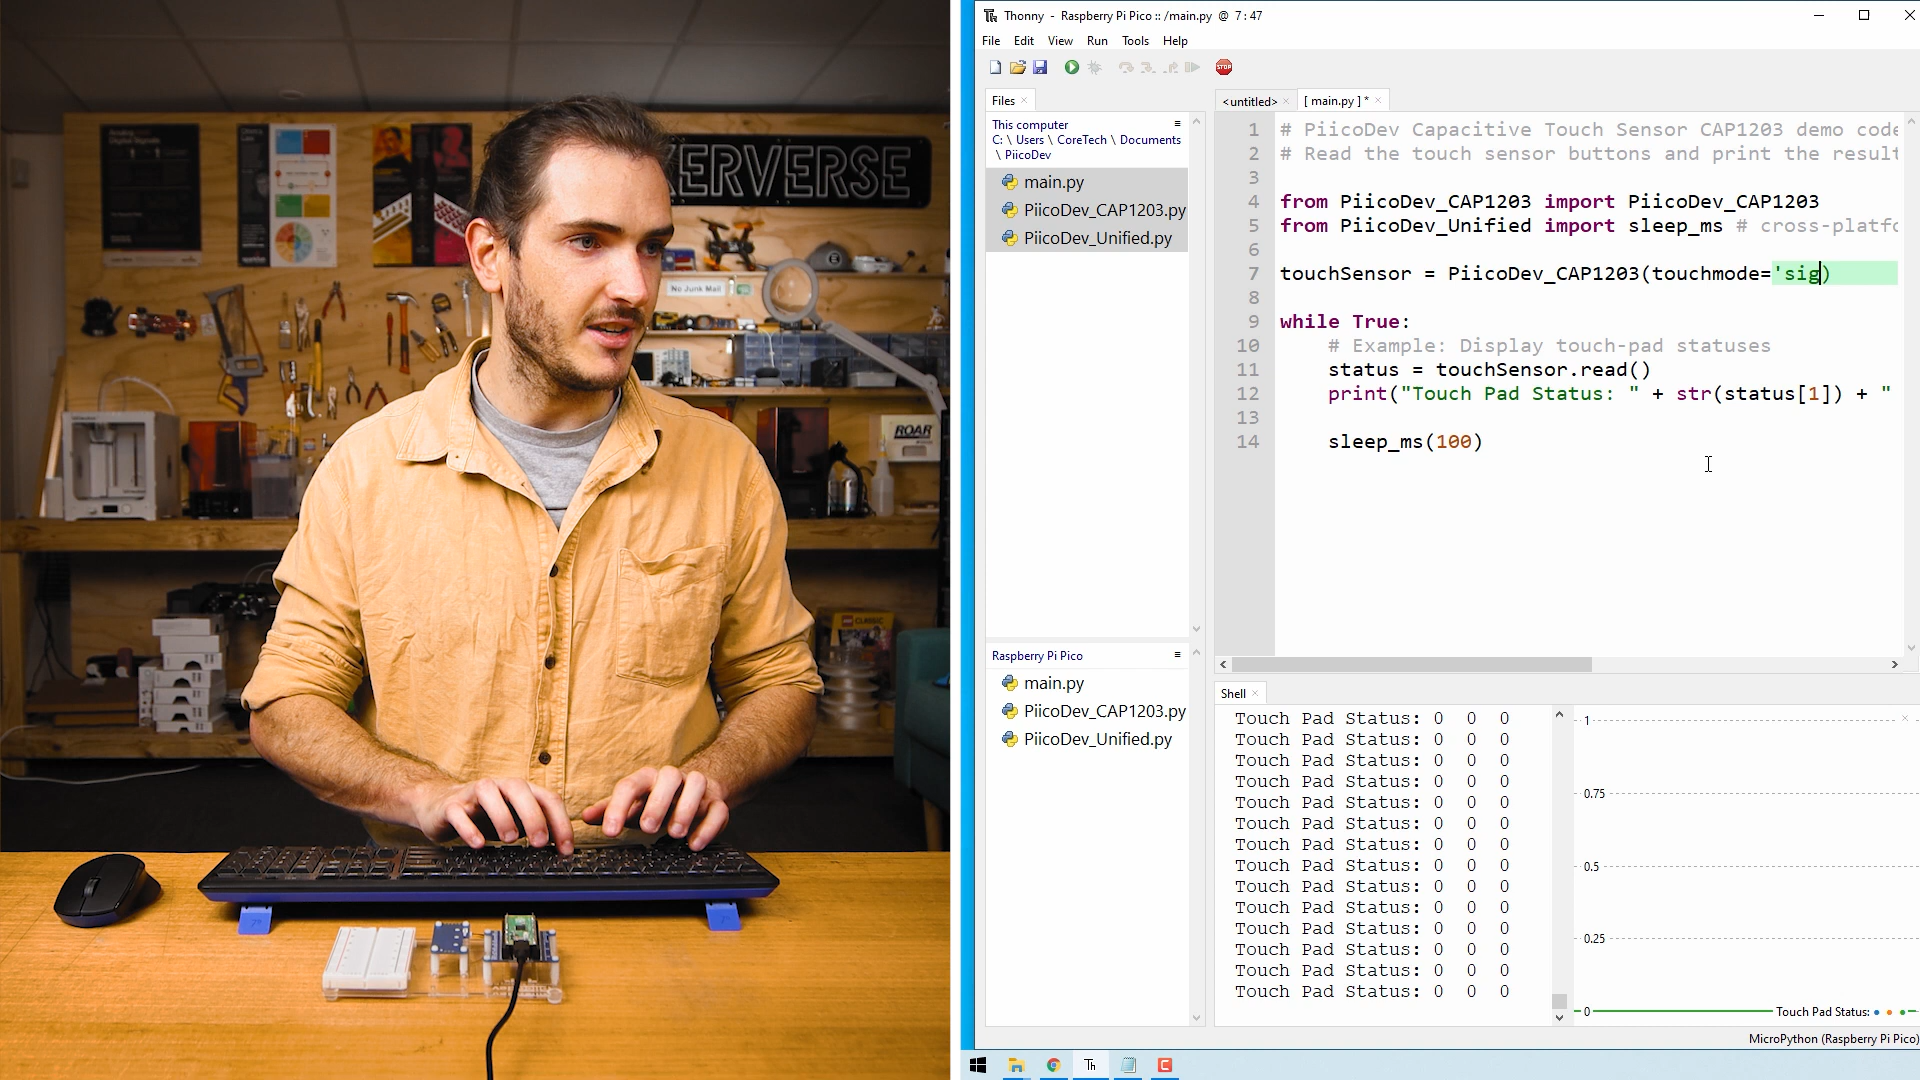 KERVERSE
No Junk Mail
ROAR
CLASSIC
Thonny - Raspberry Pi Pico :: /main.py @ 7:47
File Edit View Run Tools Help
STOP
Files
This computer
C: \ Users \ CoreTech \ Documents
\ PiicoDev
main.py
PiicoDev_CAP1203.py
PiicoDev_Unified.py
Raspberry Pi Pico
main.py
PiicoDev_CAP1203.py
PiicoDev_Unified.py
<untitled> [ main.py ] *
1 # PiicoDev Capacitive Touch Sensor CAP1203 demo code
2 # Read the touch sensor buttons and print the result
3
4 from PiicoDev_CAP1203 import PiicoDev_CAP1203
5 from PiicoDev_Unified import sleep_ms # cross-platfo
6
7 touchSensor = PiicoDev_CAP1203(touchmode='sig)
8
9 while True:
10 # Example: Display touch-pad statuses
11 status = touchSensor.read()
12 print("Touch Pad Status: " + str(status[1]) + "
13
14 sleep_ms(100)
Shell
Touch Pad Status: 0 0 0
Touch Pad Status: 0 0 0
Touch Pad Status: 0 0 0
Touch Pad Status: 0 0 0
Touch Pad Status: 0 0 0
Touch Pad Status: 0 0 0
Touch Pad Status: 0 0 0
Touch Pad Status: 0 0 0
Touch Pad Status: 0 0 0
Touch Pad Status: 0 0 0
Touch Pad Status: 0 0 0
Touch Pad Status: 0 0 0
Touch Pad Status: 0 0 0
Touch Pad Status: 0 0 0
1
0.75
0.5
0.25
0
Touch Pad Status:
MicroPython (Raspberry Pi Pico)
Th